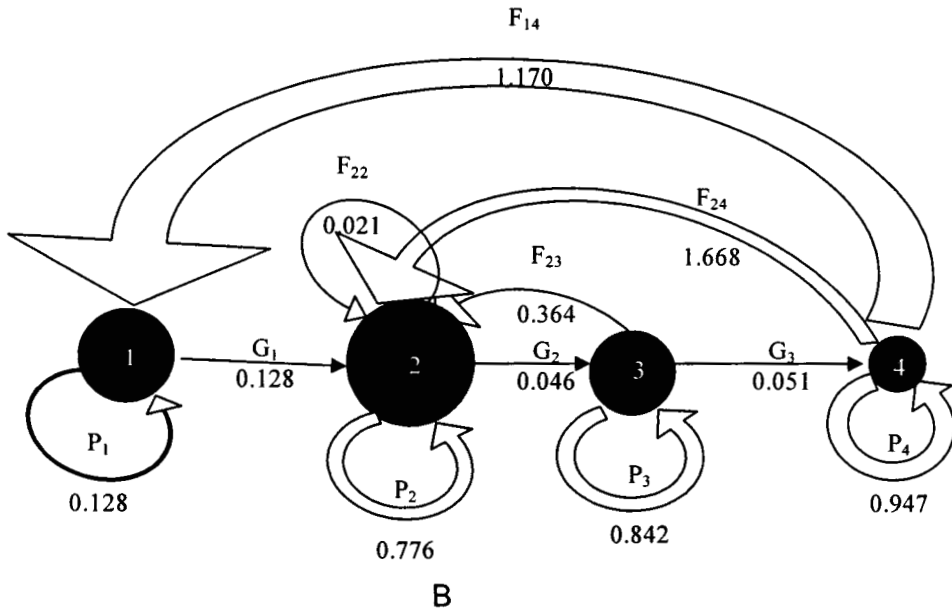 F₁₄
1.170
F₂₂
0.021
F₂₄
1.668
F₂₃
0.364
1
2
3
4
G₁
0.128
G₂
0.046
G₃
0.051
P₁
0.128
P₂
0.776
P₃
0.842
P₄
0.947
B